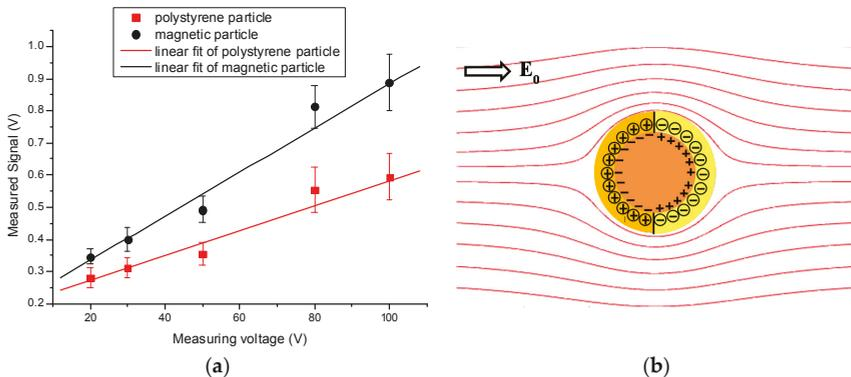 polystyrene particle
magnetic particle
linear fit of polystyrene particle
linear fit of magnetic particle
1.0
0.9
0.8
0.7
0.6
0.5
0.4
0.3
0.2
Measured Signal (V)
20 40 60 80 100
Measuring voltage (V)
(a)
E0
(b)